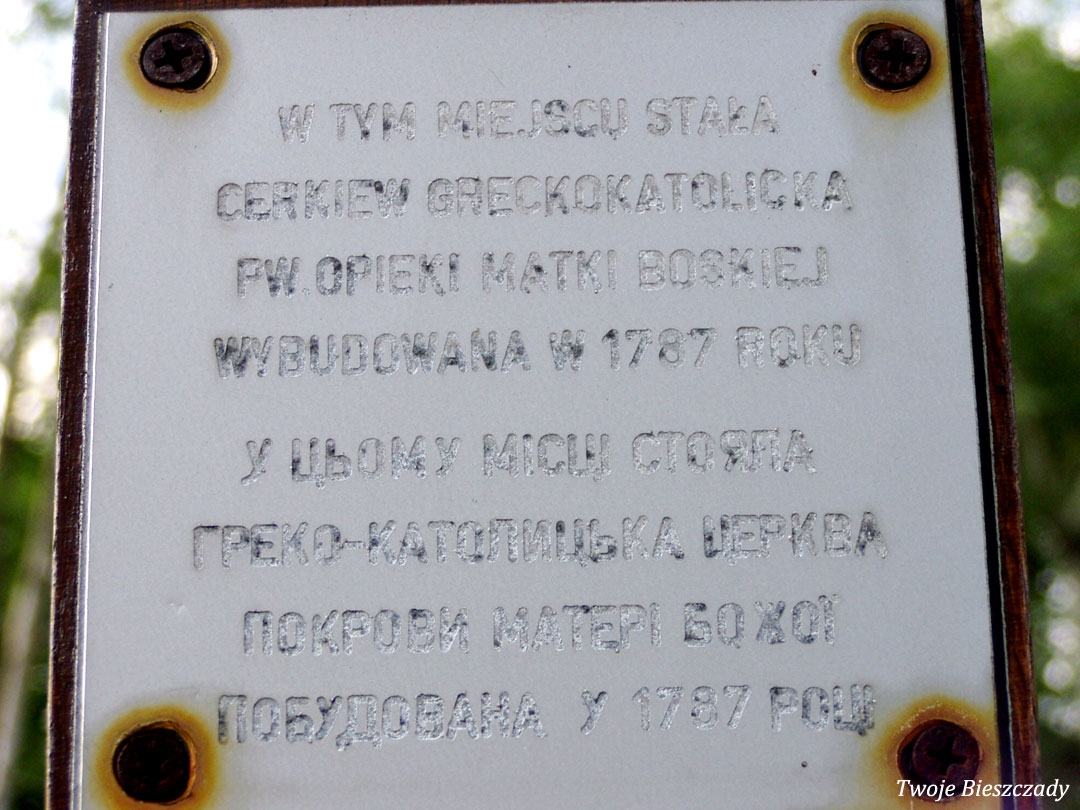 W TYM MIEJSCU STAŁA
CERKIEW GRECKOKATOLICKA
PW. OPIEKI MATKI BOSKIEJ
WYBUDOWANA W 1787 ROKU
У ЦЬОМУ МІСЦІ СТОЯЛА
ГРЕКО-КАТОЛИЦЬКА ЦЕРКВА
ПОКРОВИ МАТЕРІ БОЖОЇ
ПОБУДОВАНА У 1787 РОЦІ
Twoje Bieszczady